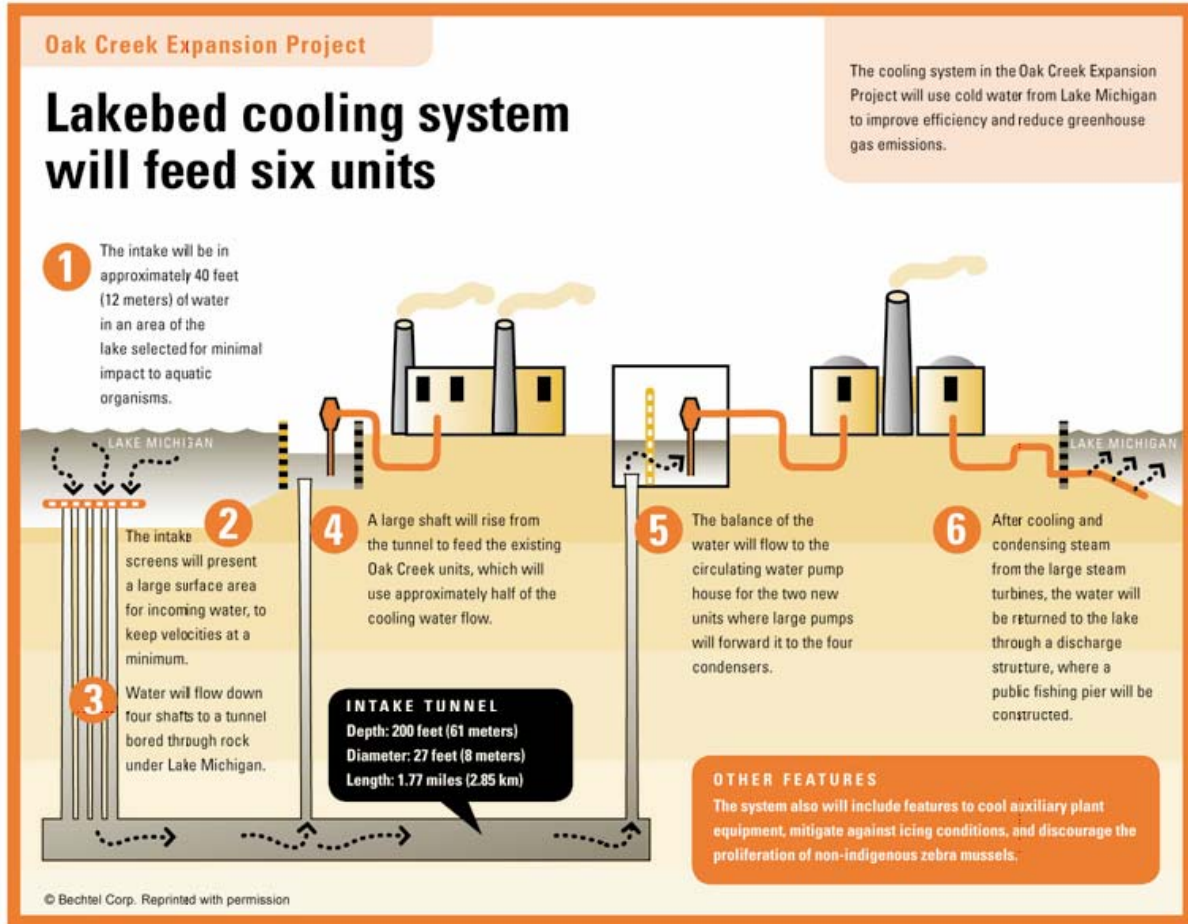 Oak Creek Expansion Project
Lakebed cooling system
will feed six units
The cooling system in the Oak Creek Expansion
Project will use cold water from Lake Michigan
to improve efficiency and reduce greenhouse
gas emissions.
1
The intake will be in
approximately 40 feet
(12 meters) of water
in an area of the
lake selected for minimal
impact to aquatic
organisms.
LAKE MICHIGAN
LAKE MICHIGAN
2
The intake
screens will present
a large surface area
for incoming water, to
keep velocities at a
minimum.
3
Water will flow down
four shafts to a tunnel
bored through rock
under Lake Michigan.
4
A large shaft will rise from
the tunnel to feed the existing
Oak Creek units, which will
use approximately half of the
cooling water flow.
5
The balance of the
water will flow to the
circulating water pump
house for the two new
units where large pumps
will forward it to the four
condensers.
6
After cooling and
condensing steam
from the large steam
turbines, the water will
be returned to the lake
through a discharge
structure, where a
public fishing pier will be
constructed.
INTAKE TUNNEL
Depth: 200 feet (61 meters)
Diameter: 27 feet (8 meters)
Length: 1.77 miles (2.85 km)
OTHER FEATURES
The system also will include features to cool auxiliary plant
equipment, mitigate against icing conditions, and discourage the
proliferation of non-indigenous zebra mussels.
© Bechtel Corp. Reprinted with permission